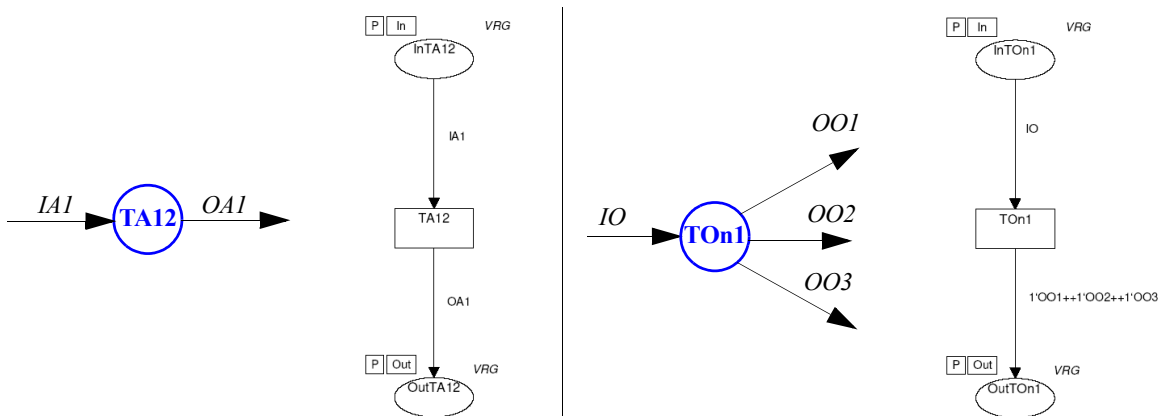 P In VRG
InTA12
IA1
IA1 TA12 OA1
TA12
OA1
P Out VRG
OutTA12
P In VRG
InTOn1
IO
OO1
IO TOn1 OO2
OO3
TOn1
1'OO1++1'OO2++1'OO3
P Out VRG
OutTOn1